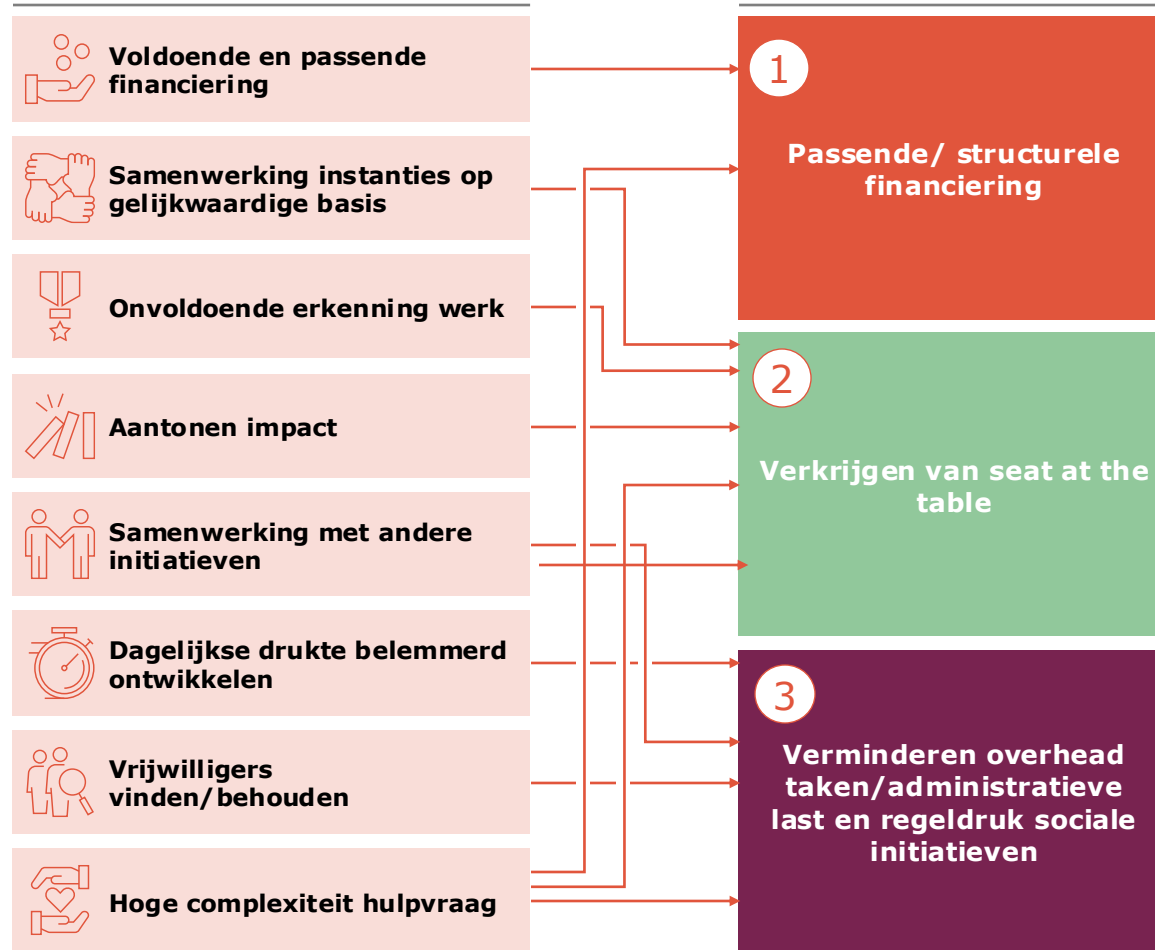 Voldoende en passende
financiering
Samenwerking instanties op
gelijkwaardige basis
Onvoldoende erkenning werk
Aantonen impact
Samenwerking met andere
initiatieven
Dagelijkse drukte belemmerd
ontwikkelen
Vrijwilligers
vinden/behouden
Hoge complexiteit hulpvraag
1
Passende/ structurele
financiering
2
Verkrijgen van seat at the
table
3
Verminderen overhead
taken/administratieve
last en regeldruk sociale
initiatieven